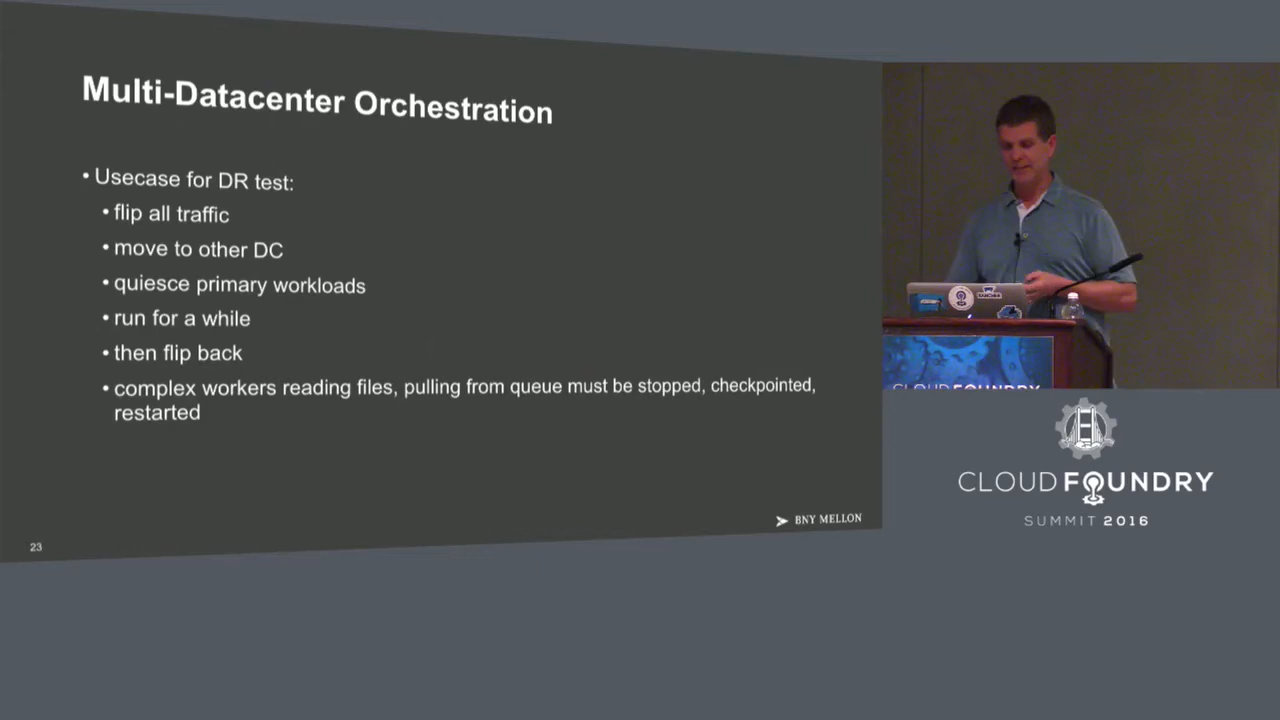 Multi-Datacenter Orchestration
• Usecase for DR test:
• flip all traffic
• move to other DC
• quiesce primary workloads
• run for a while
• then flip back
• complex workers reading files, pulling from queue must be stopped, checkpointed,
restarted
BNY MELLON
23
CLOUD FOUNDRY
CLOUD FOUNDRY
SUMMIT 2016